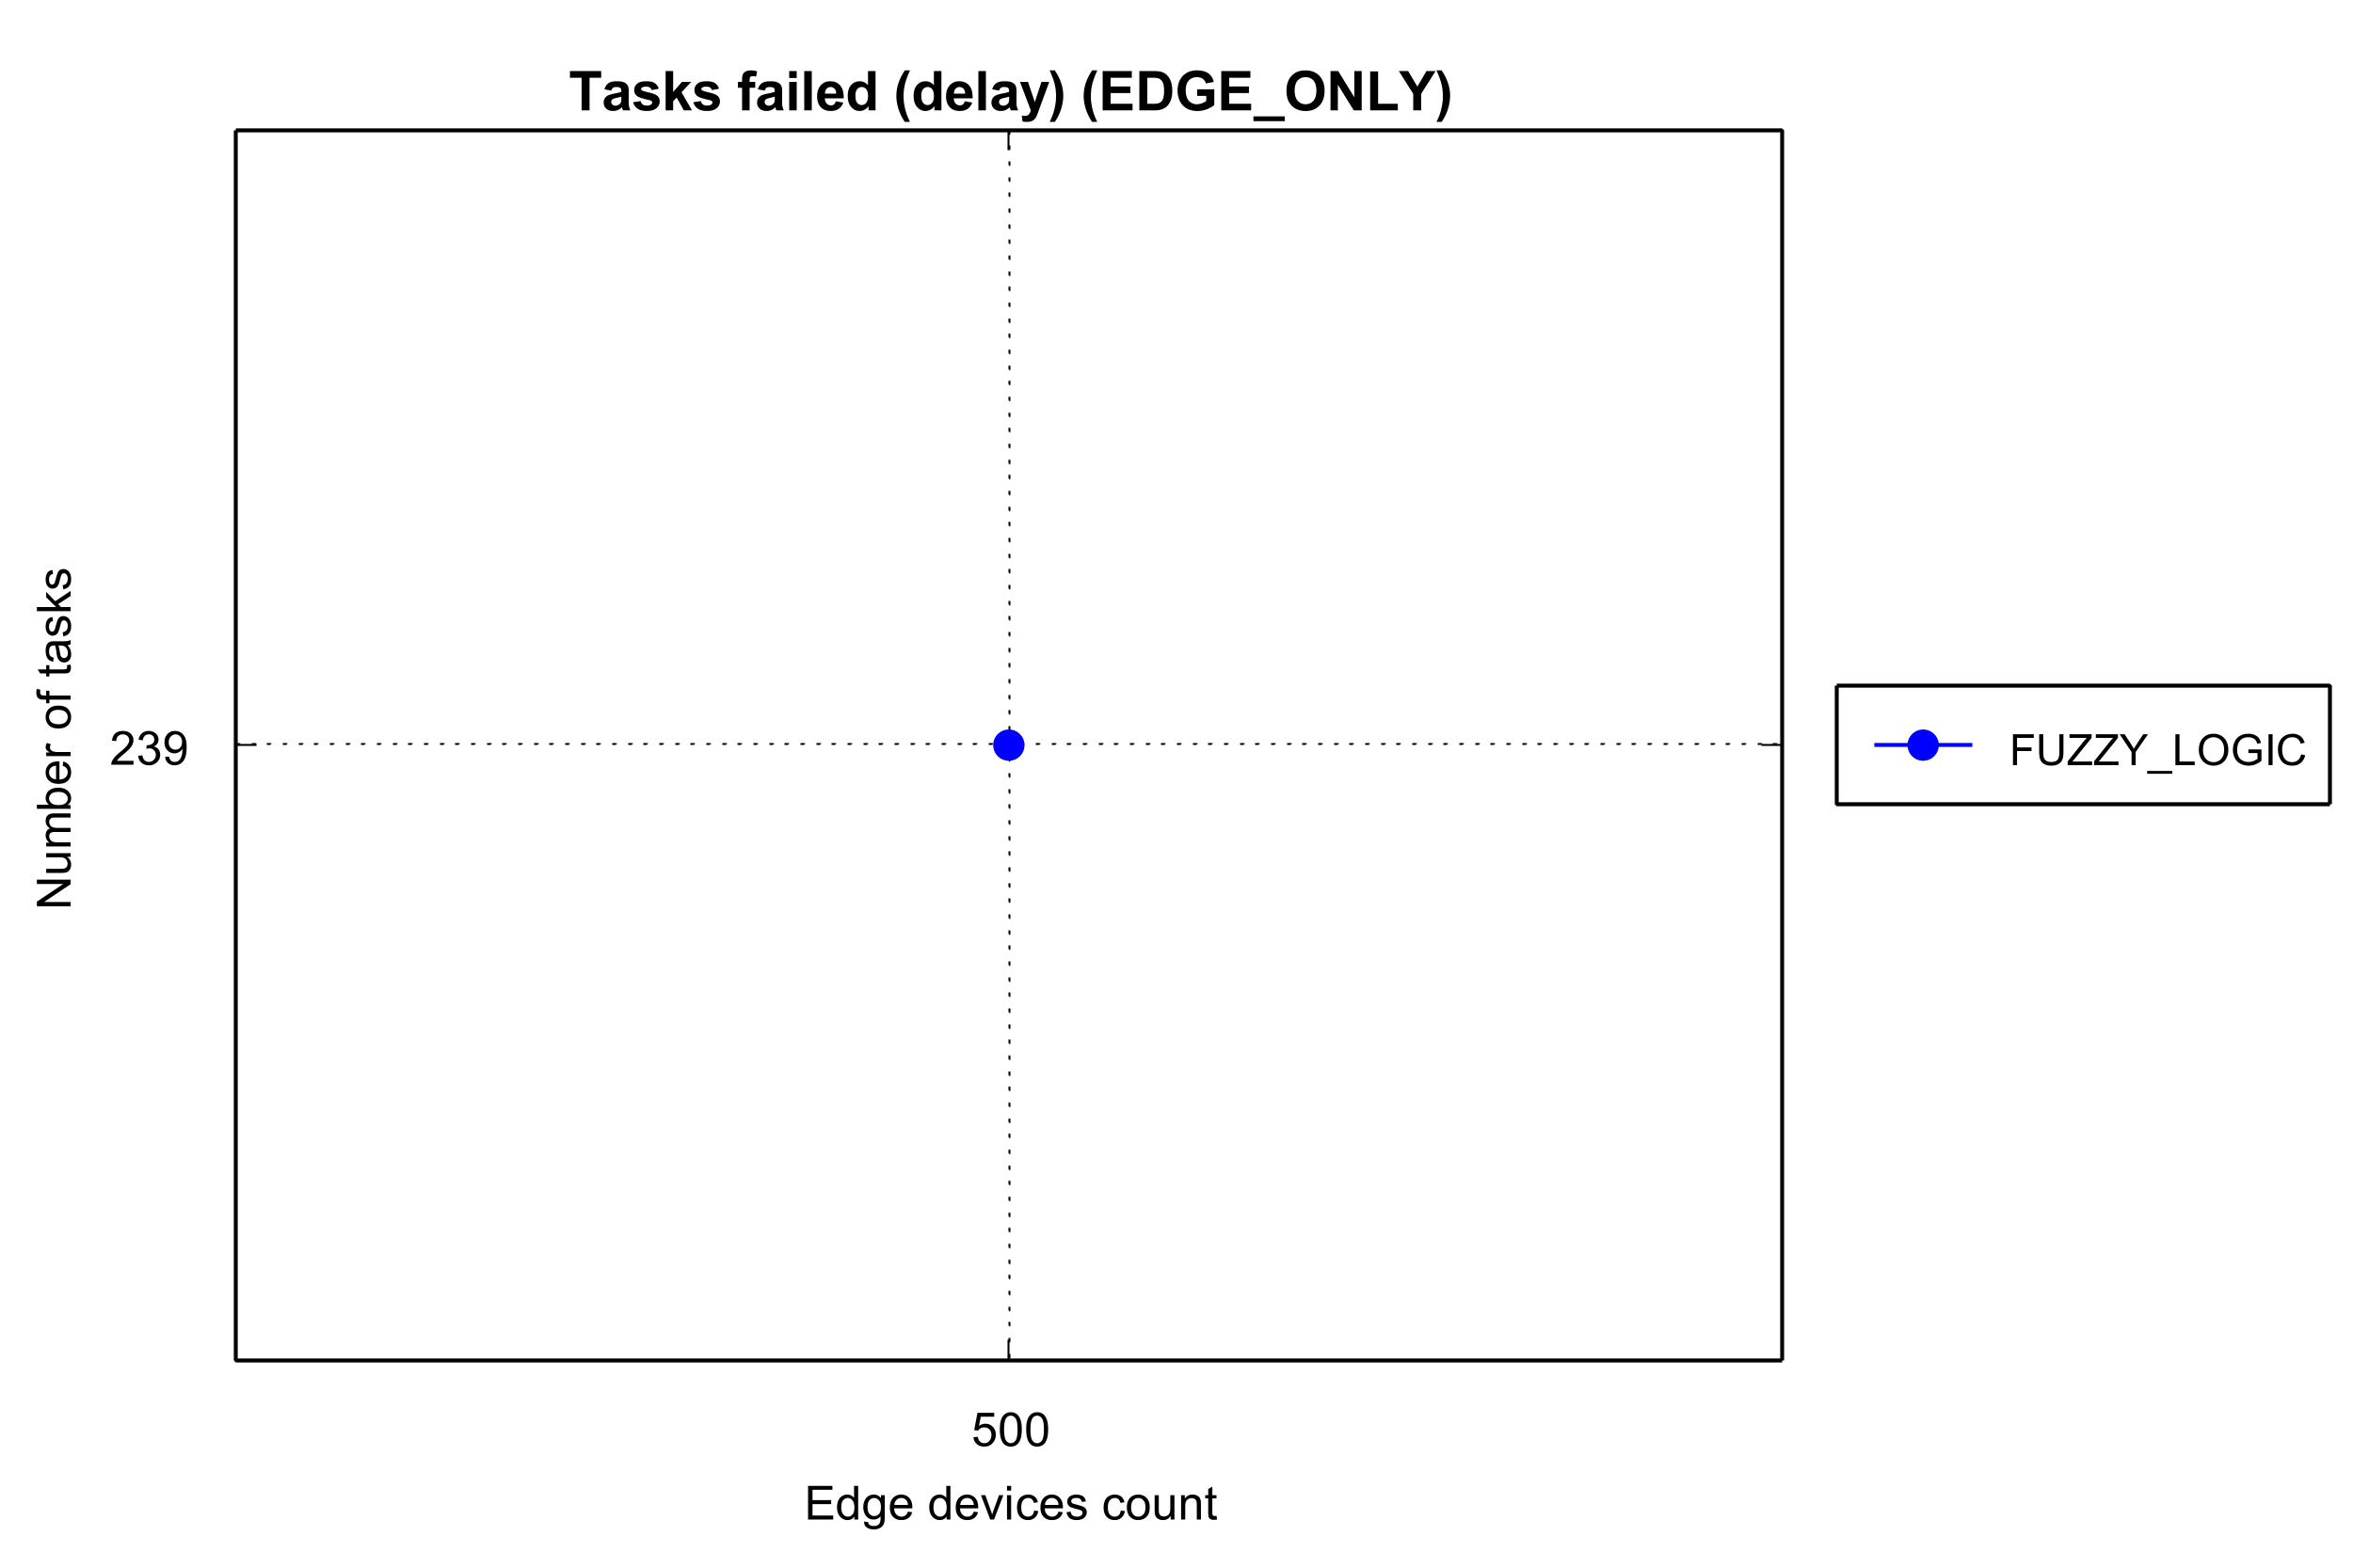 Tasks failed (delay) (EDGE_ONLY)
Number of tasks
239
FUZZY_LOGIC
500
Edge devices count